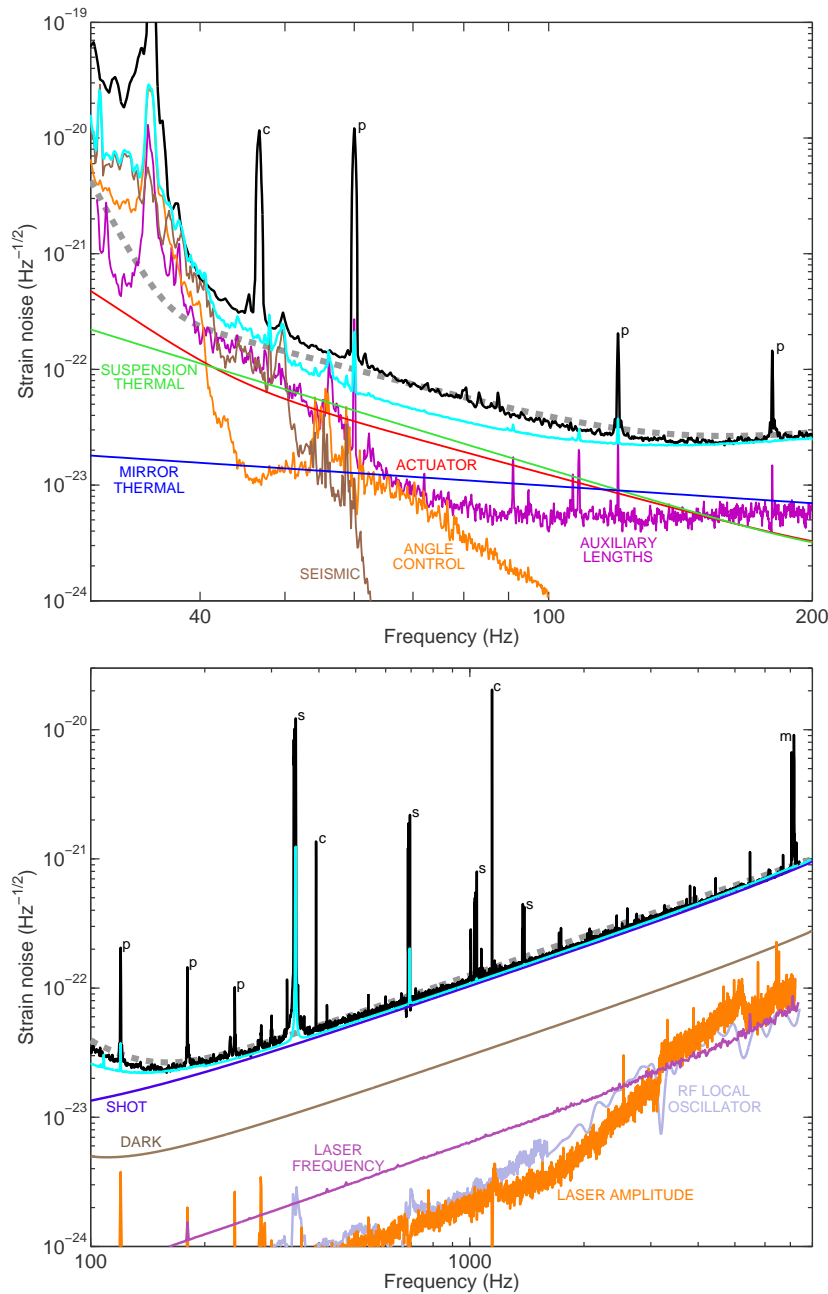 10⁻¹⁹
10⁻²⁰
10⁻²¹
10⁻²²
10⁻²³
10⁻²⁴
Strain noise (Hz⁻¹/²)
c
p
p
p
SUSPENSION
THERMAL
MIRROR
THERMAL
ACTUATOR
SEISMIC
ANGLE
CONTROL
AUXILIARY
LENGTHS
40
100
200
Frequency (Hz)
10⁻²⁰
10⁻²¹
10⁻²²
10⁻²³
10⁻²⁴
Strain noise (Hz⁻¹/²)
p
p
p
s
c
s
s
c
s
m
SHOT
DARK
LASER
FREQUENCY
RF LOCAL
OSCILLATOR
LASER AMPLITUDE
100
1000
Frequency (Hz)